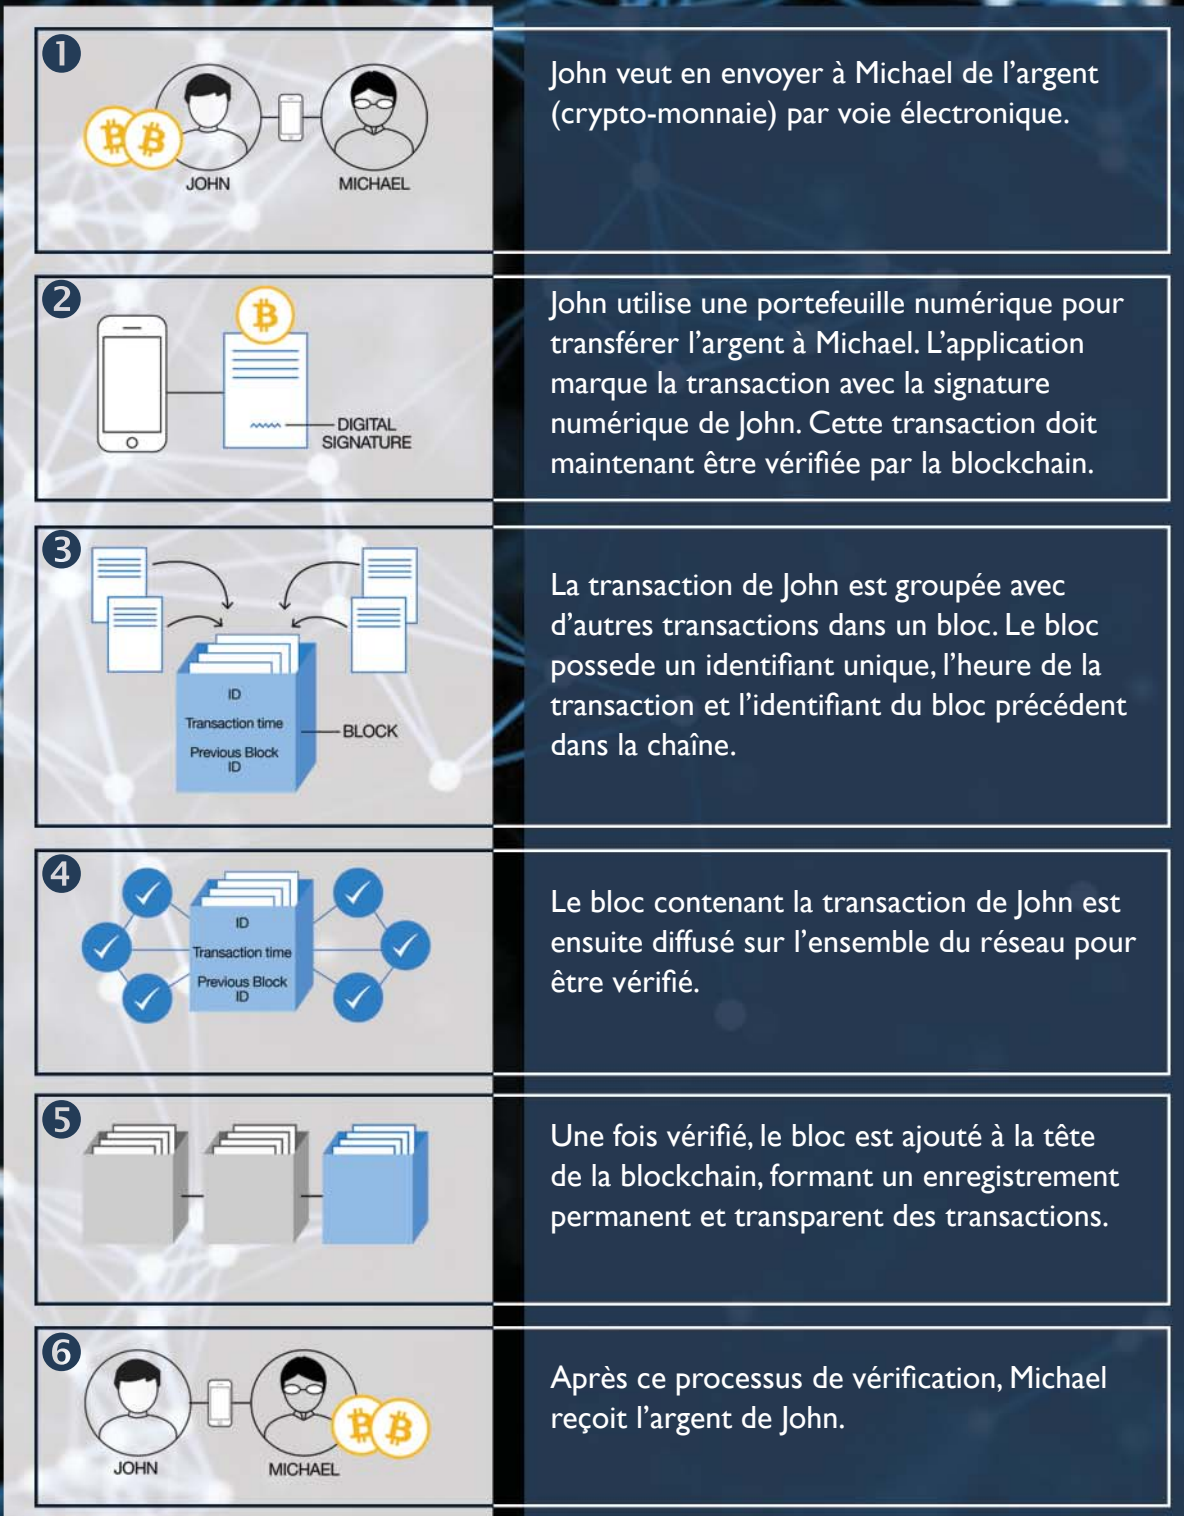 1
JOHN
MICHAEL
John veut en envoyer à Michael de l'argent
(crypto-monnaie) par voie électronique.
2
DIGITAL
SIGNATURE
John utilise une portefeuille numérique pour
transférer l'argent à Michael. L'application
marque la transaction avec la signature
numérique de John. Cette transaction doit
maintenant être vérifiée par la blockchain.
3
ID
Transaction time
Previous Block
ID
BLOCK
La transaction de John est groupée avec
d'autres transactions dans un bloc. Le bloc
possede un identifiant unique, l'heure de la
transaction et l'identifiant du bloc précédent
dans la chaîne.
4
ID
Transaction time
Previous Block
ID
Le bloc contenant la transaction de John est
ensuite diffusé sur l'ensemble du réseau pour
être vérifié.
5
Une fois vérifié, le bloc est ajouté à la tête
de la blockchain, formant un enregistrement
permanent et transparent des transactions.
6
JOHN
MICHAEL
Après ce processus de vérification, Michael
reçoit l'argent de John.